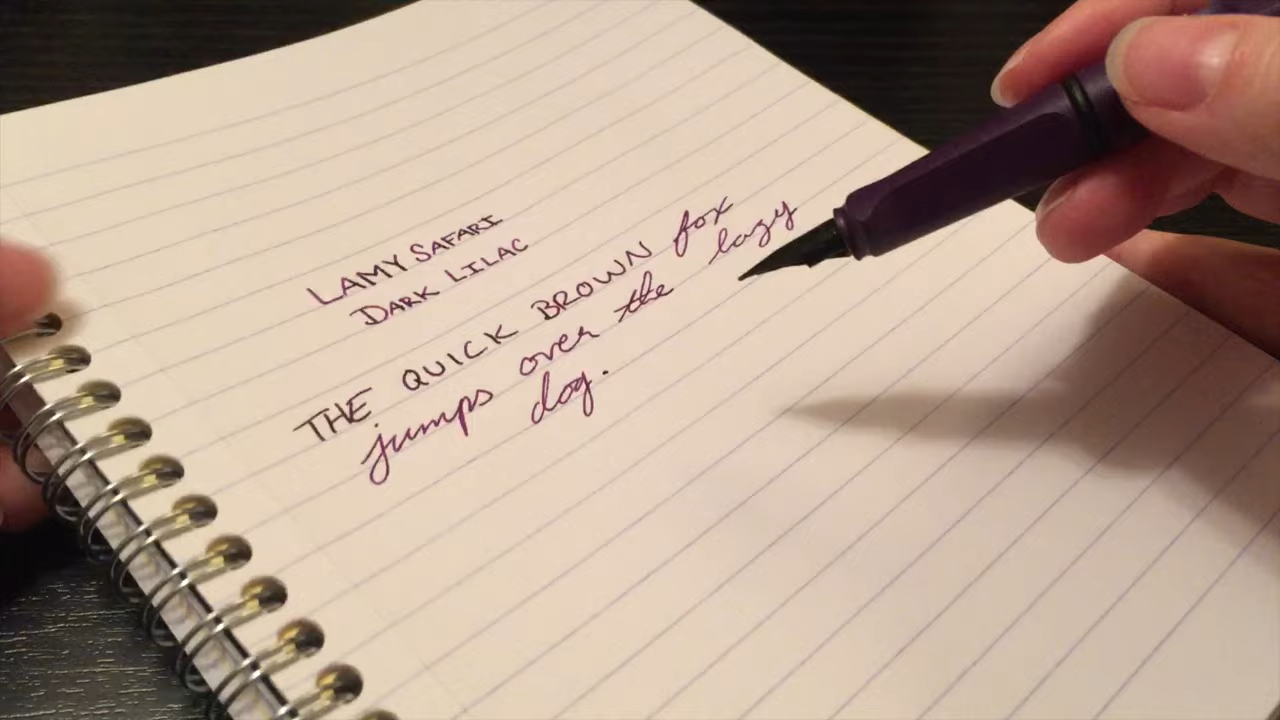 LAMY SAFARI
DARK LILAC
THE QUICK BROWN fox
jumps over the lazy
dog.